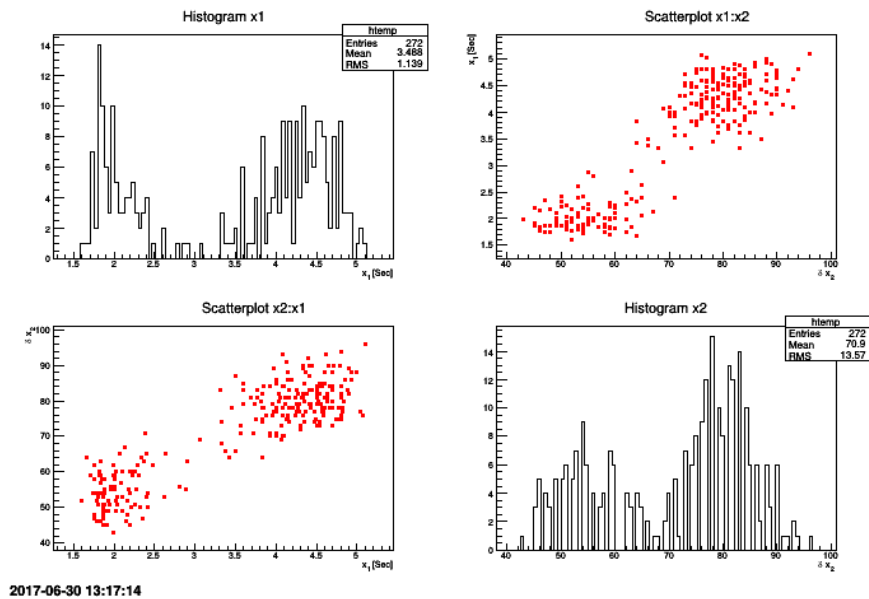 Histogram x1
htemp
Entries 272
Mean 3.488
RMS 1.139
14
12
10
8
6
4
2
0
1.5 2 2.5 3 3.5 4 4.5 5
x1 [Sec]
Scatterplot x1:x2
x1 [Sec]
5
4.5
4
3.5
3
2.5
2
1.5
40 50 60 70 80 90 100
δ x2
Scatterplot x2:x1
δ x2
100
90
80
70
60
50
40
1.5 2 2.5 3 3.5 4 4.5 5
x1 [Sec]
Histogram x2
htemp
Entries 272
Mean 70.9
RMS 13.57
14
12
10
8
6
4
2
0
40 50 60 70 80 90 100
δ x2
2017-06-30 13:17:14